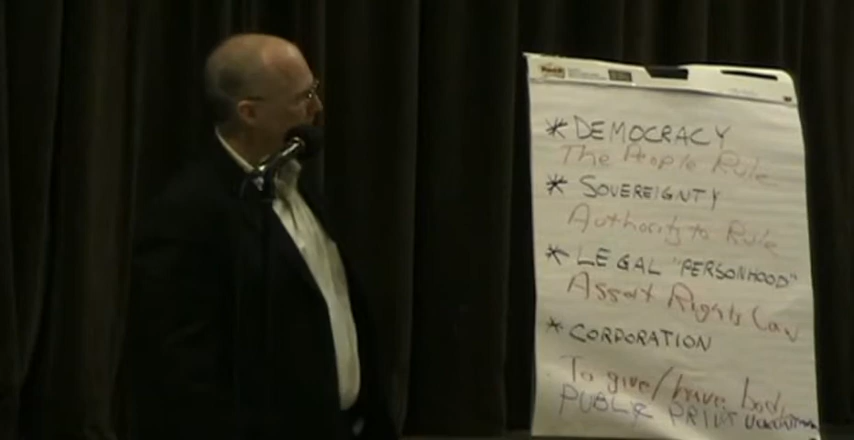 * DEMOCRACY
The People Rule
* SOVEREIGNTY
Authority to Rule
* LEGAL "PERSONHOOD"
Assert Rights Law
* CORPORATION
To give/have body
PUBLIC PRIV